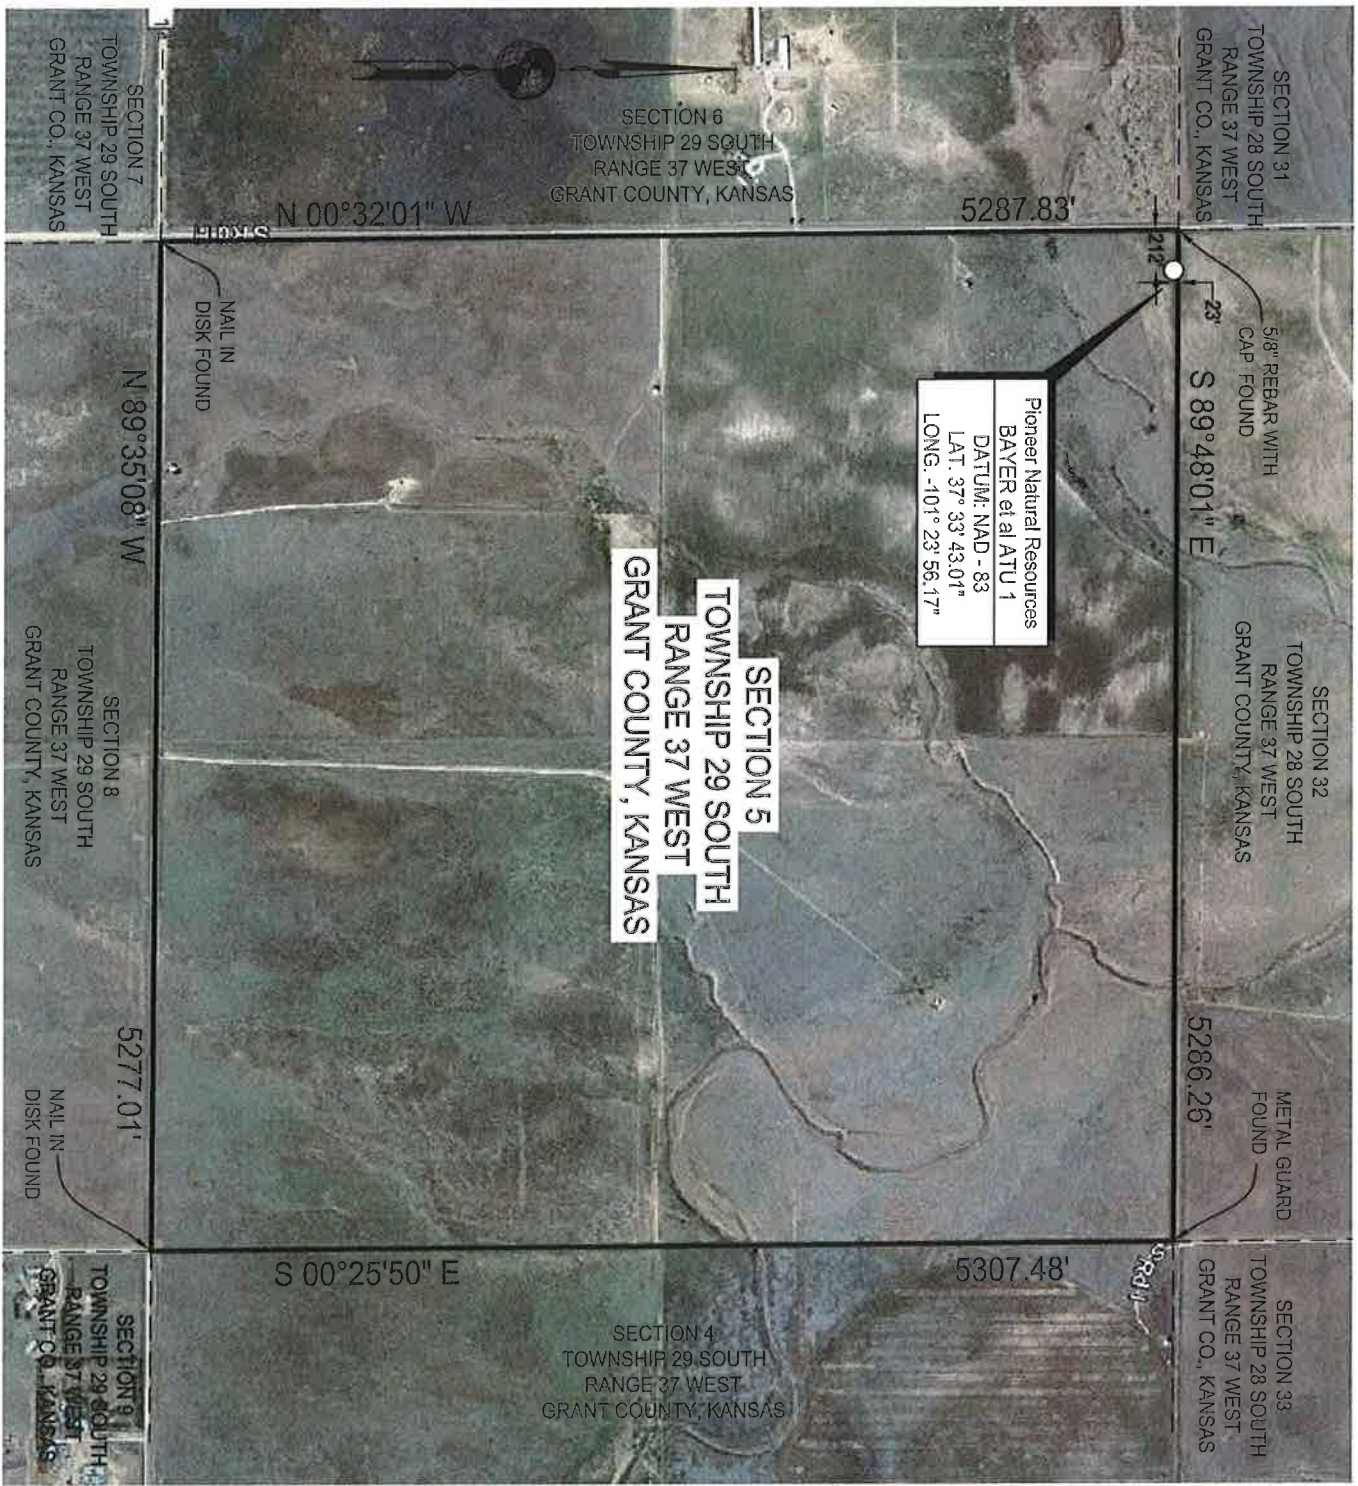 SECTION 31
TOWNSHIP 28 SOUTH
RANGE 37 WEST
GRANT CO., KANSAS
SECTION 32
TOWNSHIP 28 SOUTH
RANGE 37 WEST
GRANT COUNTY, KANSAS
SECTION 33
TOWNSHIP 28 SOUTH
RANGE 37 WEST
GRANT CO., KANSAS
5/8" REBAR WITH
CAP FOUND
METAL GUARD
FOUND
S 89°48'01" E
5286.26'
23'
212'
5287.83'
N 00°32'01" W
Pioneer Natural Resources
BAYER et al ATU 1
DATUM: NAD - 83
LAT. 37° 33' 43.01"
LONG. -101° 23' 56.17"
SECTION 6
TOWNSHIP 29 SOUTH
RANGE 37 WEST
GRANT COUNTY, KANSAS
SECTION 5
TOWNSHIP 29 SOUTH
RANGE 37 WEST
GRANT COUNTY, KANSAS
5307.48'
S 00°25'50" E
SECTION 4
TOWNSHIP 29 SOUTH
RANGE 37 WEST
GRANT COUNTY, KANSAS
NAIL IN
DISK FOUND
N 89°35'08" W
5277.01'
NAIL IN
DISK FOUND
SECTION 7
TOWNSHIP 29 SOUTH
RANGE 37 WEST
GRANT CO., KANSAS
SECTION 8
TOWNSHIP 29 SOUTH
RANGE 37 WEST
GRANT COUNTY, KANSAS
SECTION 9
TOWNSHIP 29 SOUTH
RANGE 37 WEST
GRANT CO., KANSAS